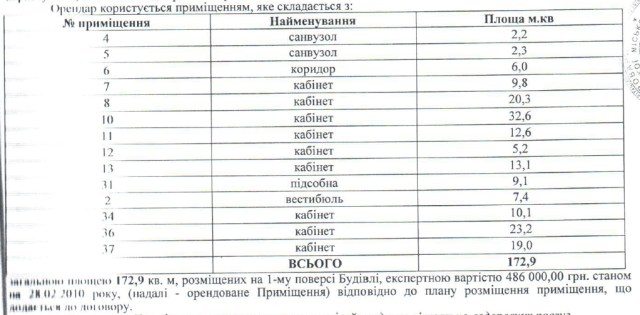 Орендар користується приміщенням, яке складається з:
№ приміщення Найменування Площа м.кв
4 санвузол 2,2
5 санвузол 2,3
6 коридор 6,0
7 кабінет 9,8
8 кабінет 20,3
10 кабінет 32,6
11 кабінет 12,6
12 кабінет 5,2
13 кабінет 13,1
31 підсобна 9,1
2 вестибюль 7,4
34 кабінет 10,1
36 кабінет 23,2
37 кабінет 19,0
ВСЬОГО 172,9
загальною площею 172,9 кв. м, розміщених на 1-му поверсі Будівлі, експертною вартістю 486 000,00 грн. станом
на 28.02.2010 року, (надалі - орендоване Приміщення) відповідно до плану розміщення приміщення, що
додається до договору.